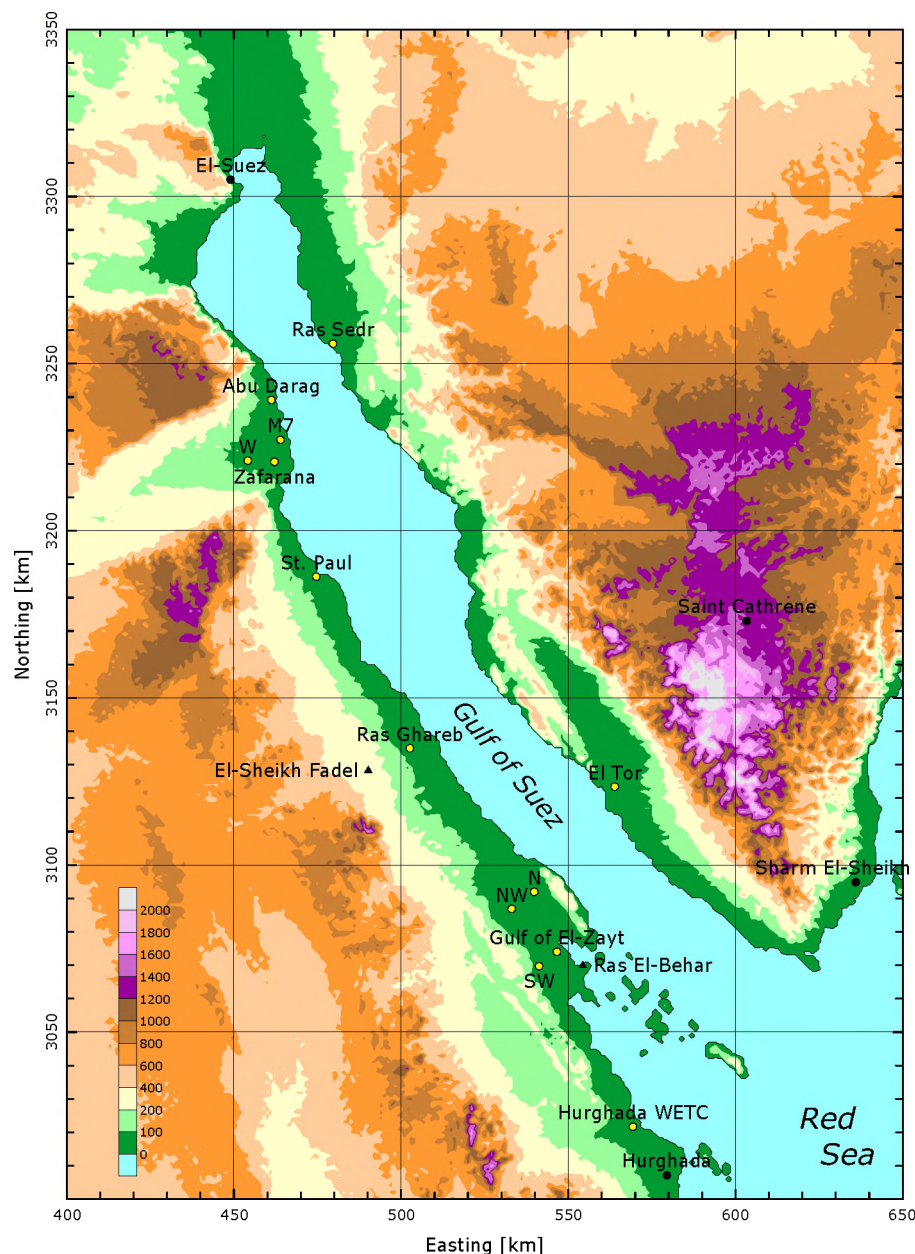 3350
El-Suez
3300
Ras Sedr
3250
Abu Darag
M7
W
Zafarana
3200
St. Paul
Saint Cathrene
Northing [km]
3150
Gulf of Suez
Ras Ghareb
El-Sheikh Fadel
El Tor
3100
Sharm El-Sheikh
N
NW
Gulf of El-Zayt
Ras El-Behar
SW
2000
1800
1600
1400
1200
1000
800
600
400
200
100
0
3050
Hurghada WETC
Red
Sea
Hurghada
400
450
500
550
600
650
Easting [km]